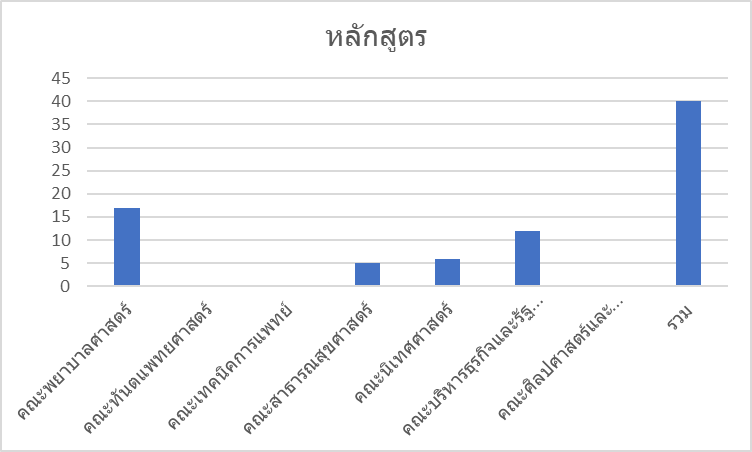 หลักสูตร
45
40
35
30
25
20
15
10
5
0
คณะพยาบาลศาสตร์
คณะทันตแพทยศาสตร์
คณะเทคนิคการแพทย์
คณะสาธารณสุขศาสตร์
คณะนิเทศศาสตร์
คณะบริหารธุรกิจและรัฐ...
คณะศิลปศาสตร์และ...
รวม